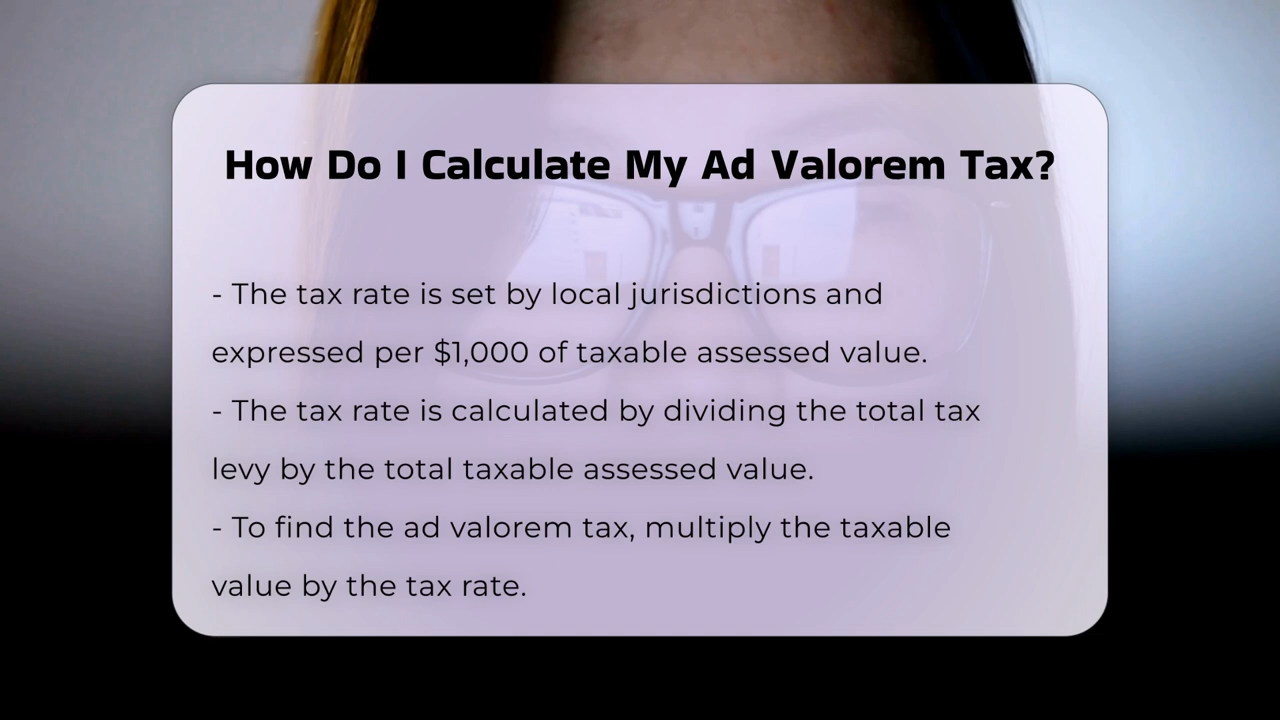 How Do I Calculate My Ad Valorem Tax?
- The tax rate is set by local jurisdictions and
expressed per $1,000 of taxable assessed value.
- The tax rate is calculated by dividing the total tax
levy by the total taxable assessed value.
- To find the ad valorem tax, multiply the taxable
value by the tax rate.